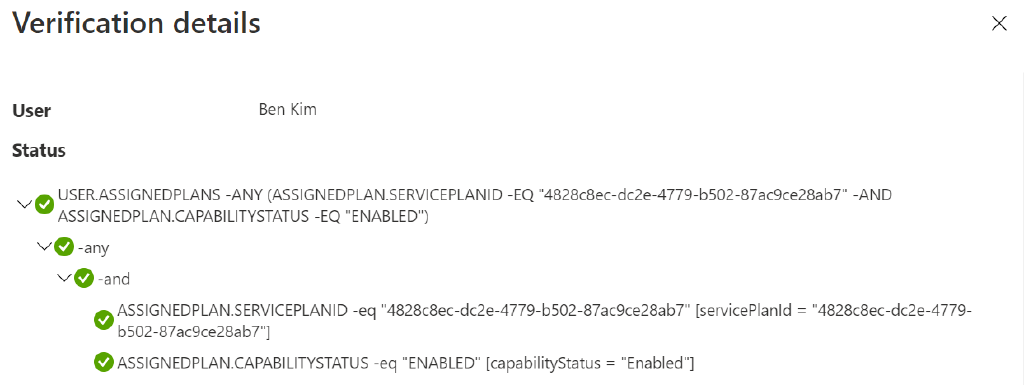 Verification details
User Ben Kim
Status
USER.ASSIGNEDPLANS -ANY (ASSIGNEDPLAN.SERVICEPLANID -EQ "4828c8ec-dc2e-4779-b502-87ac9ce28ab7" -AND
ASSIGNEDPLAN.CAPABILITYSTATUS -EQ "ENABLED")
-any
-and
ASSIGNEDPLAN.SERVICEPLANID -eq "4828c8ec-dc2e-4779-b502-87ac9ce28ab7" [servicePlanId = "4828c8ec-dc2e-4779-
b502-87ac9ce28ab7"]
ASSIGNEDPLAN.CAPABILITYSTATUS -eq "ENABLED" [capabilityStatus = "Enabled"]